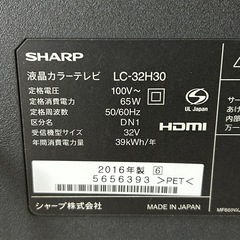 SHARP
液晶カラーテレビ LC-32H30
定格電圧 100V~
定格消費電力 65W
定格周波数 50/60Hz
区分名 DN1
受信機型サイズ 32V
年間消費電力量 39kWh/年
UL Japan
HDMI
2016年製 6
5656393 >PET<
シャープ株式会社 MADE IN JAPAN